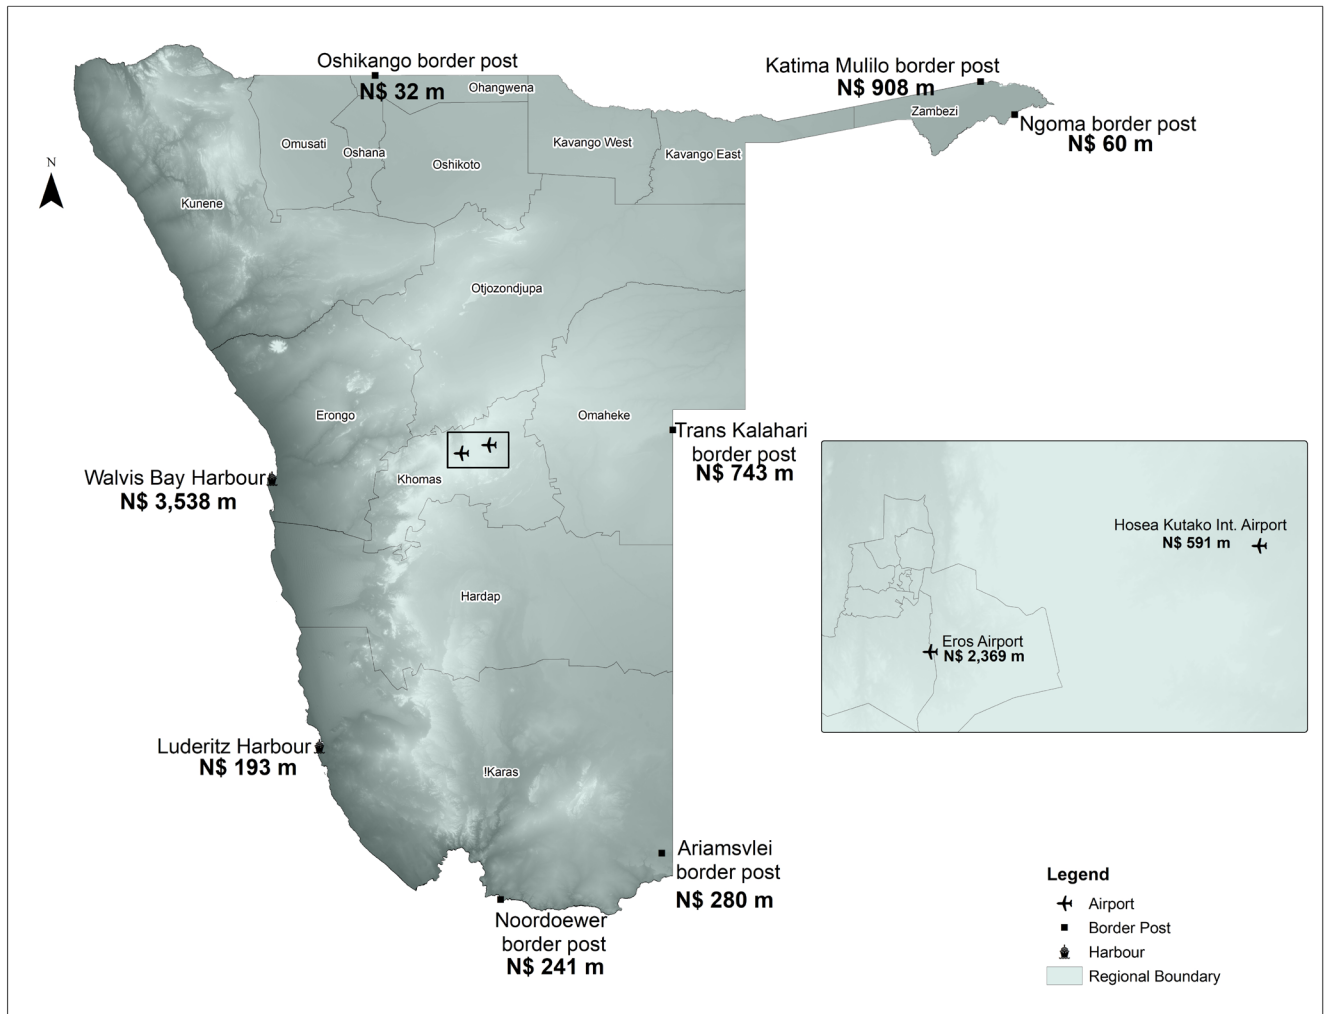 Oshikango border post
N$ 32 m
Ohangwena
Katima Mulilo border post
N$ 908 m
Zambezi
Ngoma border post
N$ 60 m
Omusati
Oshana
Oshikoto
Kavango West
Kavango East
N
Kunene
Otjozondjupa
Erongo
Omaheke
Trans Kalahari
border post
N$ 743 m
Walvis Bay Harbour
N$ 3,538 m
Khomas
Hosea Kutako Int. Airport
N$ 591 m
Eros Airport
N$ 2,369 m
Hardap
Luderitz Harbour
N$ 193 m
!Karas
Ariamsvlei
border post
N$ 280 m
Noordoewer
border post
N$ 241 m
Legend
Airport
Border Post
Harbour
Regional Boundary